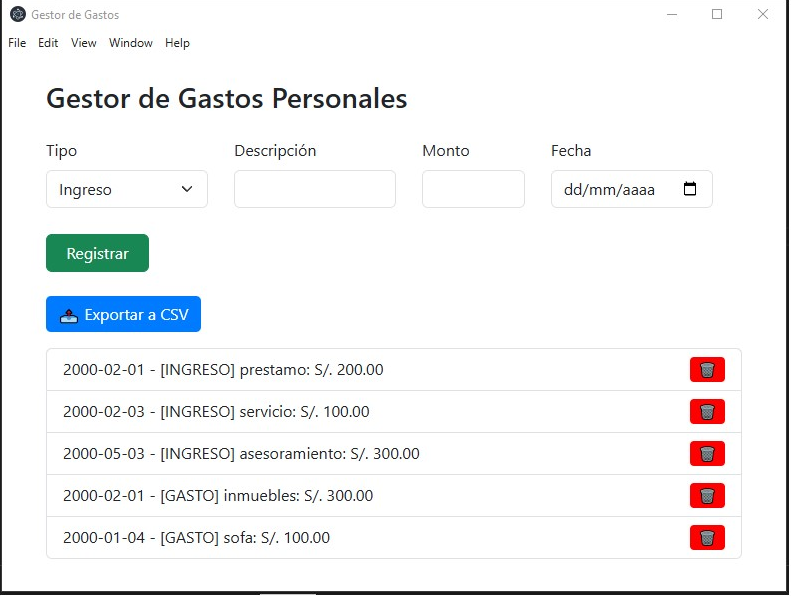 Gestor de Gastos
File Edit View Window Help
Gestor de Gastos Personales
Tipo Descripción Monto Fecha
Ingreso dd/mm/aaaa
Registrar
Exportar a CSV
2000-02-01 - [INGRESO] prestamo: S/. 200.00
2000-02-03 - [INGRESO] servicio: S/. 100.00
2000-05-03 - [INGRESO] asesoramiento: S/. 300.00
2000-02-01 - [GASTO] inmuebles: S/. 300.00
2000-01-04 - [GASTO] sofa: S/. 100.00